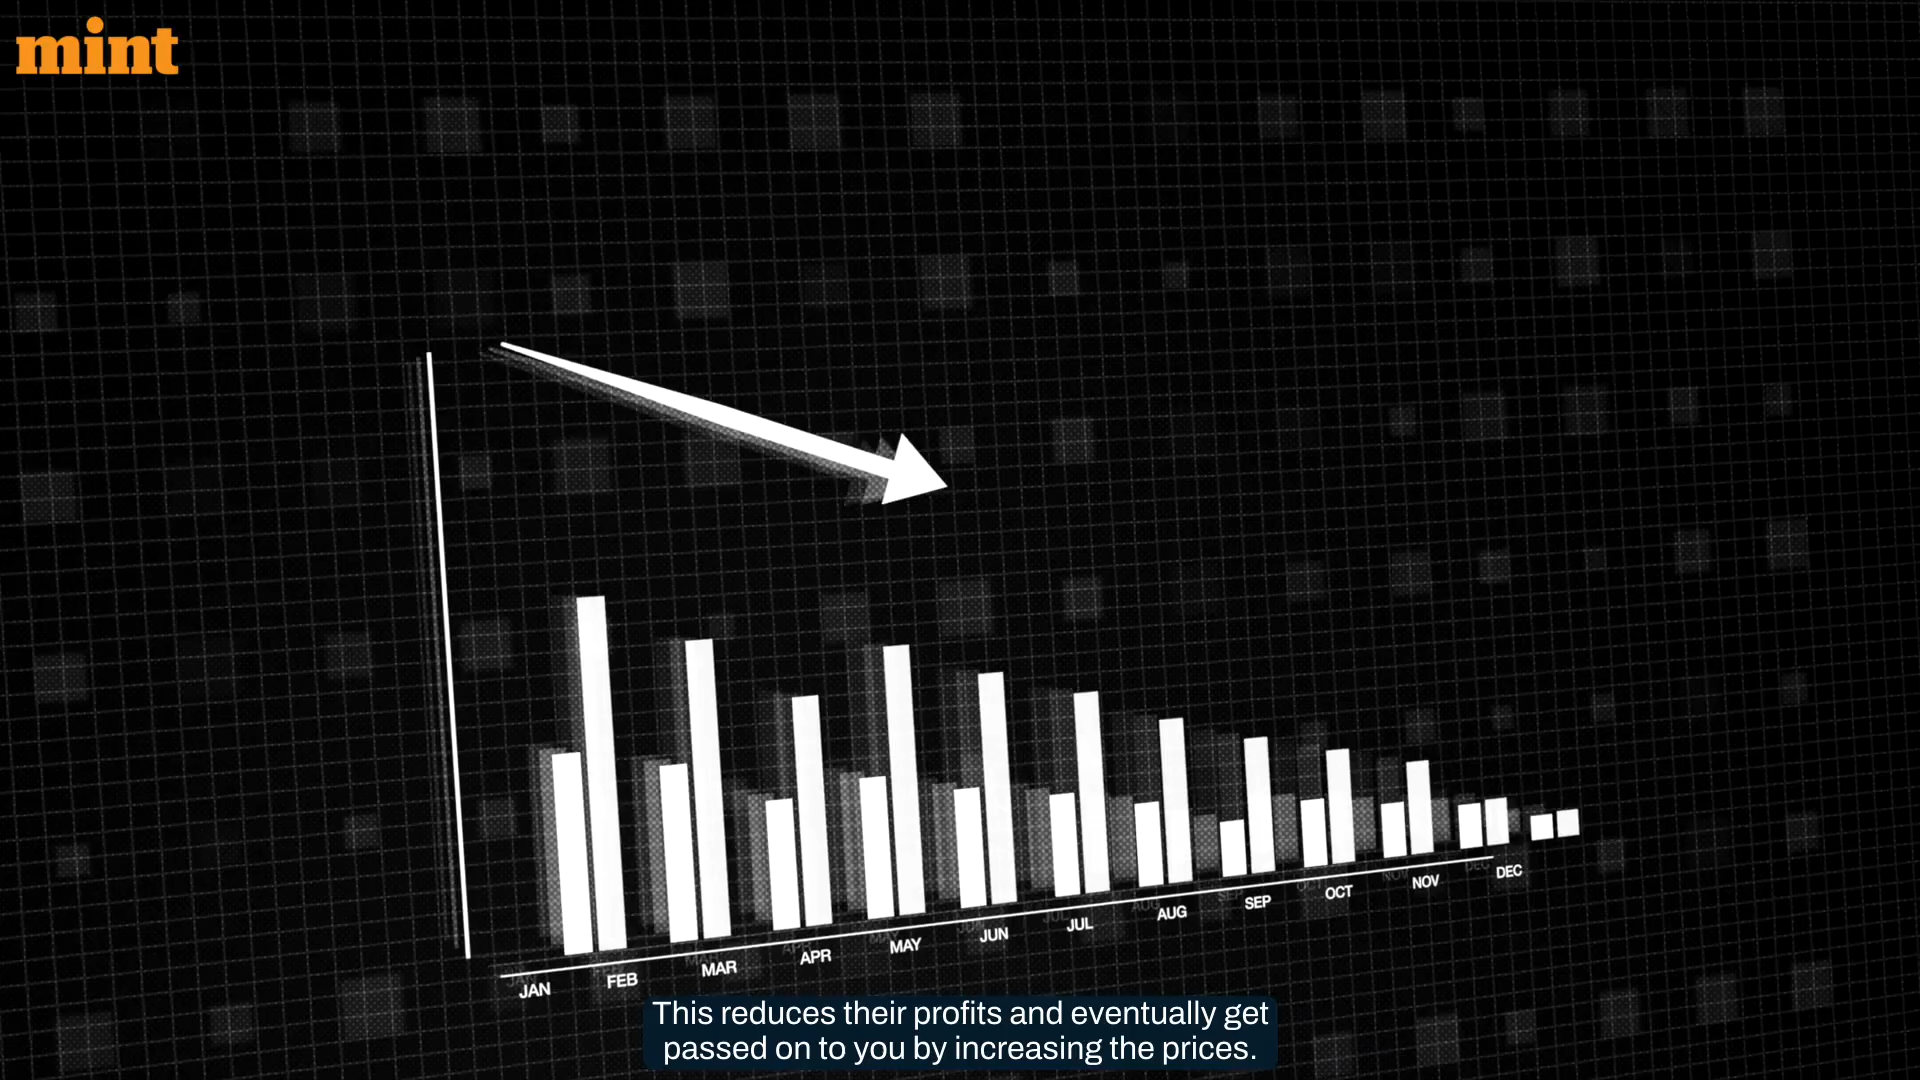 mint
JAN
FEB
MAR
APR
MAY
JUN
JUL
AUG
SEP
OCT
NOV
DEC
This reduces their profits and eventually get
passed on to you by increasing the prices.